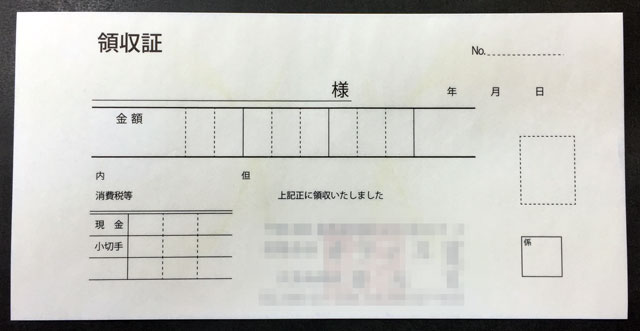 領収証
No.
様
年 月 日
金額
内 但
消費税等 上記正に領収いたしました
現金
小切手
係